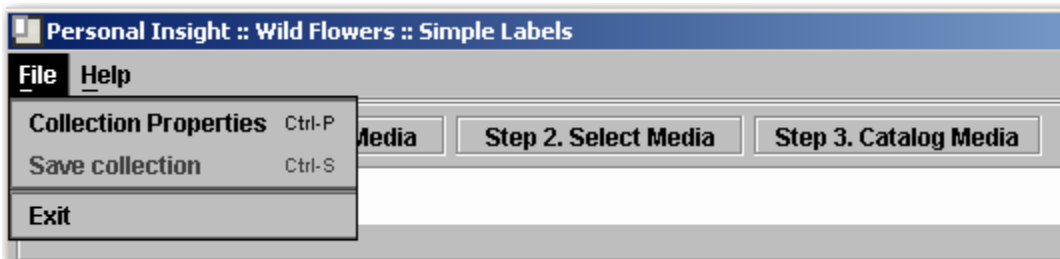 Personal Insight :: Wild Flowers :: Simple Labels
File Help
Collection Properties Ctrl-P
Media Step 2. Select Media Step 3. Catalog Media
Save collection Ctrl-S
Exit